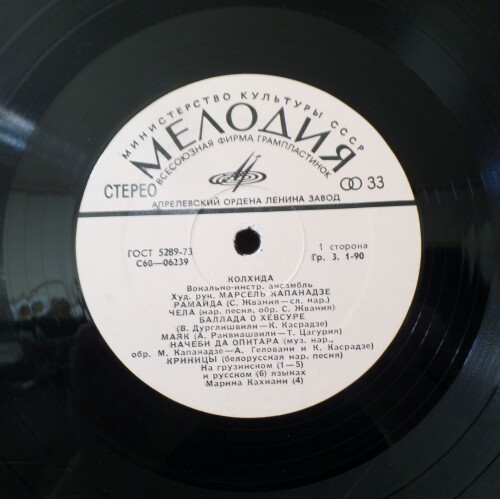 МИНИСТЕРСТВО КУЛЬТУРЫ СССР
МЕЛОДИЯ
ВСЕСОЮЗНАЯ ФИРМА ГРАМПЛАСТИНОК
СТЕРЕО
33
АПРЕЛЕВСКИЙ ОРДЕНА ЛЕНИНА ЗАВОД
ГОСТ 5289-73
С60—06239
1 сторона
Гр. 3. 1-90
КОЛХИДА
Вокально-инстр. ансамбль
Худ. рук. МАРСЕЛЬ КАПАНАДЗЕ
РАМАИДА (С. Жвания—сл. нар.)
ЧЕЛА (нар. песня, обр. С. Жвания)
БАЛЛАДА О ХЕВСУРЕ
(В. Дурглишвили—К. Касрадзе)
МАЯК (А. Раквиашвили—Т. Цагурия)
НАЧЕБИ ДА ОПИТАРА (муз. нар.,
обр. М. Капанадзе—А. Геловани и К. Касрадзе)
КРИНИЦЫ (белорусская нар. песня)
На грузинском (1—5)
и русском (6) языках
Марина Кахиани (4)